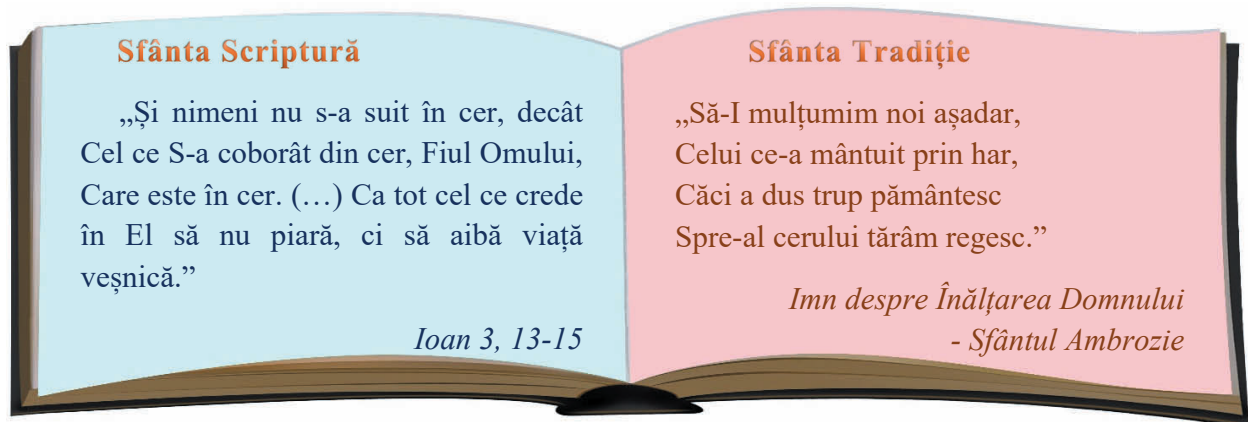 Sfânta Scriptură
„Și nimeni nu s-a suit în cer, decât
Cel ce S-a coborât din cer, Fiul Omului,
Care este în cer. (…) Ca tot cel ce crede
în El să nu piară, ci să aibă viață
veșnică.”
Ioan 3, 13-15
Sfânta Tradiție
„Să-I mulțumim noi așadar,
Celui ce-a mântuit prin har,
Căci a dus trup pământesc
Spre-al cerului tărâm regesc.”
Imn despre Înălțarea Domnului
- Sfântul Ambrozie